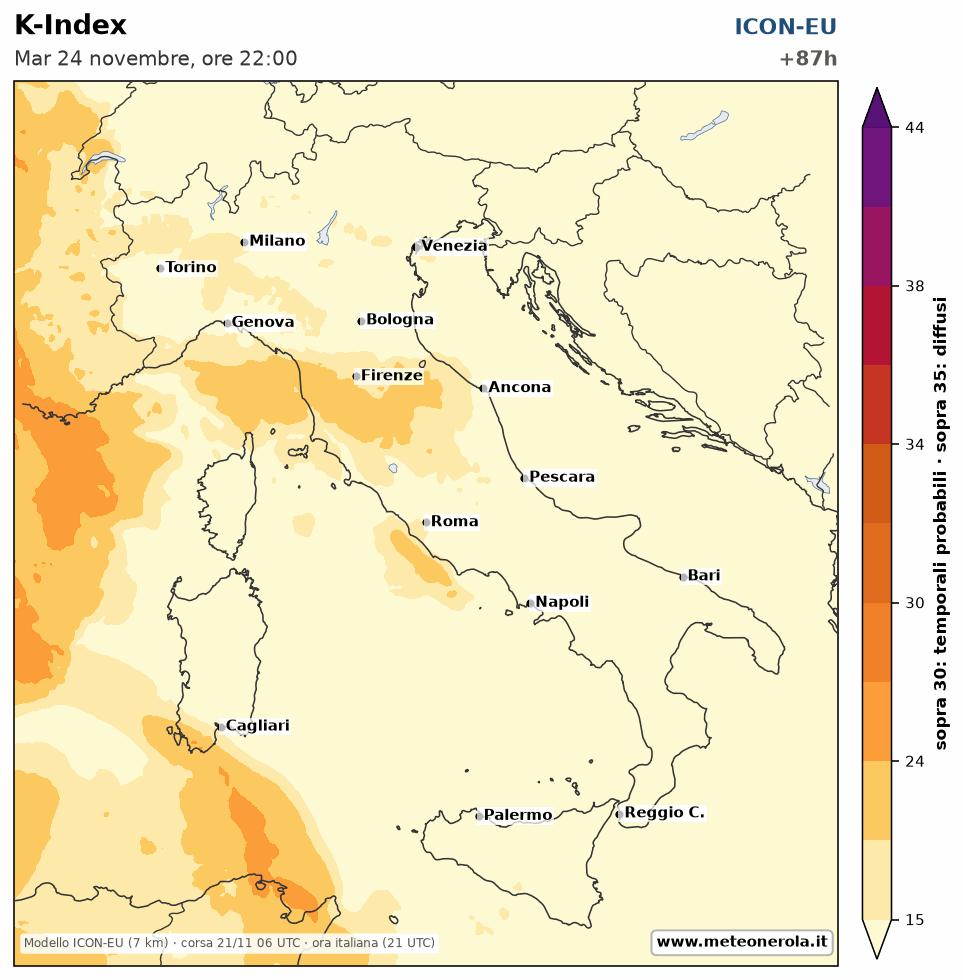 K-Index
ICON-EU
Mar 24 novembre, ore 22:00
+87h
Milano
Venezia
Torino
Genova
Bologna
Firenze
Ancona
Pescara
Roma
Bari
Napoli
Cagliari
Palermo
Reggio C.
44
38
34
30
24
15
sopra 30: temporali probabili · sopra 35: diffusi
Modello ICON-EU (7 km) · corsa 21/11 06 UTC · ora italiana (21 UTC)
www.meteonerola.it